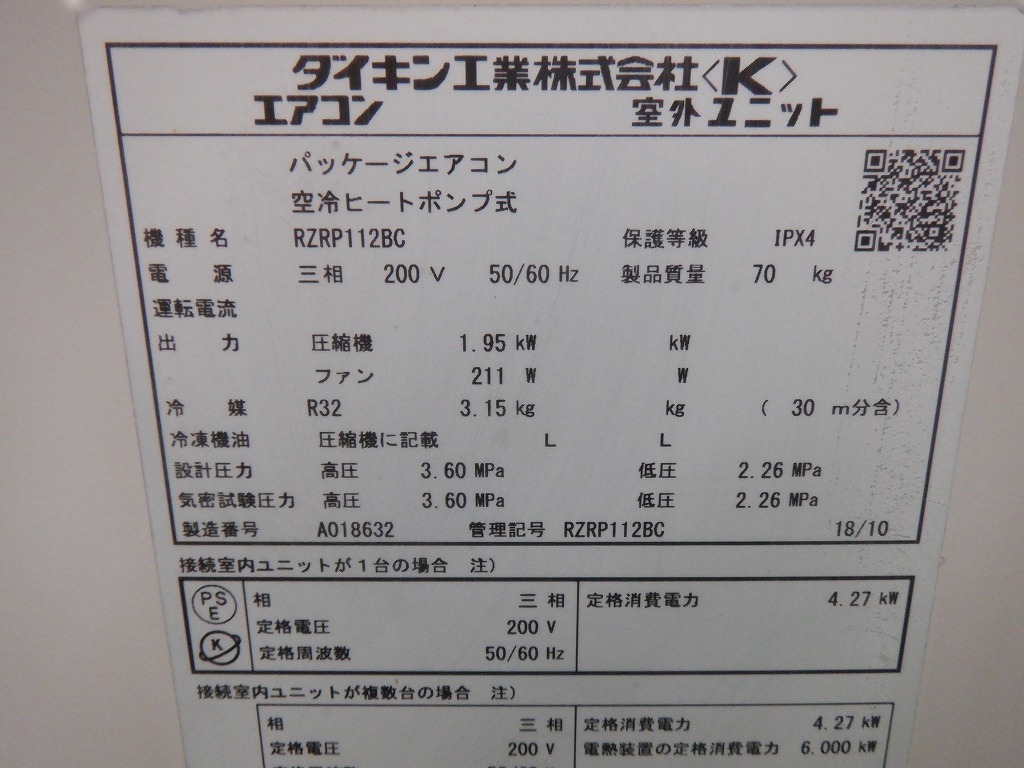 ダイキン工業株式会社〈K〉
エアコン 室外ユニット
パッケージエアコン
空冷ヒートポンプ式
機種名 RZRP112BC 保護等級 IPX4
電源 三相 200 V 50/60 Hz 製品質量 70 kg
運転電流
出力 圧縮機 1.95 kW kW
ファン 211 W W
冷媒 R32 3.15 kg kg ( 30 m分含)
冷凍機油 圧縮機に記載 L L
設計圧力 高圧 3.60 MPa 低圧 2.26 MPa
気密試験圧力 高圧 3.60 MPa 低圧 2.26 MPa
製造番号 A018632 管理記号 RZRP112BC 18/10
接続室内ユニットが1台の場合 注)
PS E 相 三相 定格消費電力 4.27 kW
定格電圧 200 V
K 定格周波数 50/60 Hz
接続室内ユニットが複数台の場合 注)
相 三相 定格消費電力 4.27 kW
定格電圧 200 V 電熱装置の定格消費電力 6.000 kW